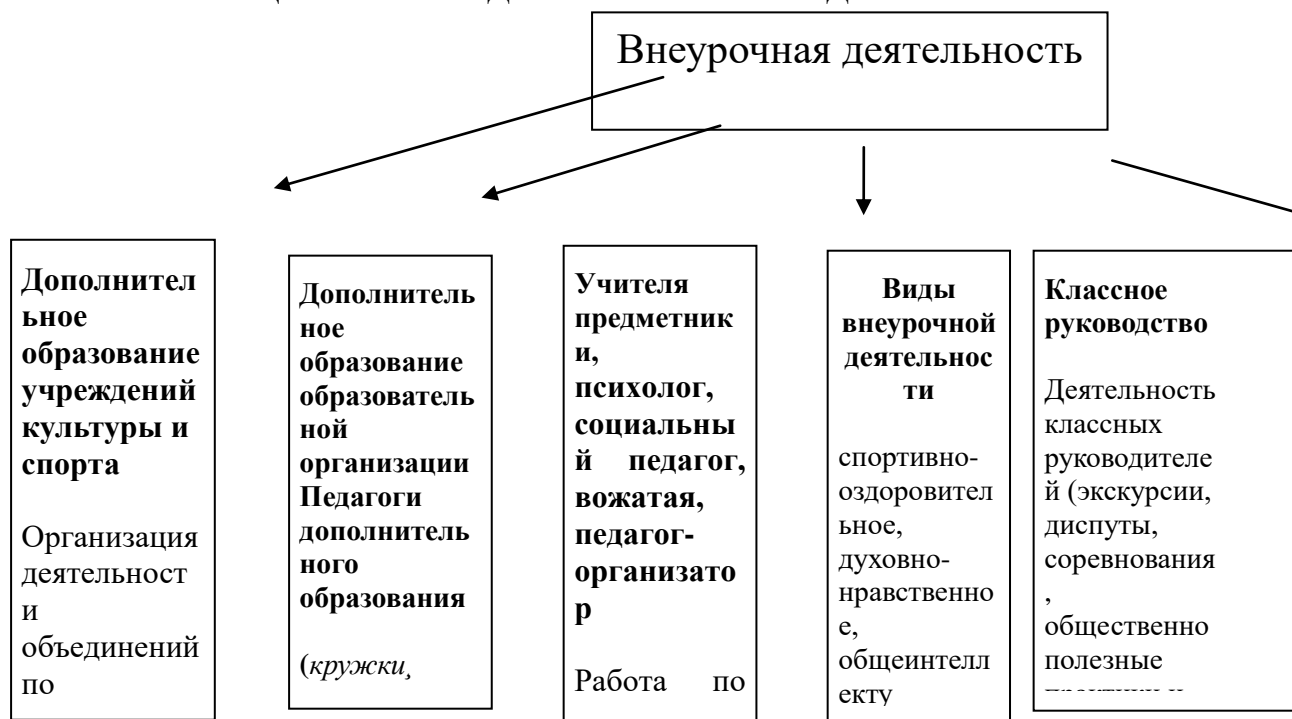 Внеурочная деятельность
Дополнител
ьное
образование
учреждений
культуры и
спорта
Организация
деятельност
и
объединений
по
Дополнитель
ное
образование
образователь
ной
организации
Педагоги
дополнитель
ного
образования
(кружки,
Учителя
предметник
и,
психолог,
социальны
й педагог,
вожатая,
педагог-
организато
р
Работа по
Виды
внеурочной
деятельнос
ти
спортивно-
оздоровител
ьное,
духовно-
нравственно
е,
общеинтелл
екту
Классное
руководство
Деятельность
классных
руководителе
й (экскурсии,
диспуты,
соревнования
,
общественно
полезные